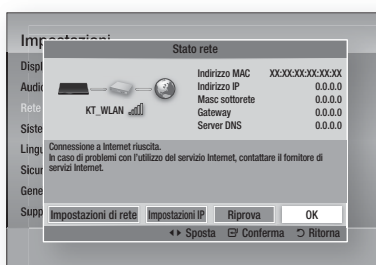 Impostazioni
Stato rete
Displ
Audio
Rete
Siste
Lingu
Sicur
Gene
Supp
Indirizzo MAC XX:XX:XX:XX:XX:XX
Indirizzo IP 0.0.0.0
Masc sottorete 0.0.0.0
Gateway 0.0.0.0
Server DNS 0.0.0.0
KT_WLAN
Connessione a Internet riuscita.
In caso di problemi con l'utilizzo del servizio Internet, contattare il fornitore di
servizi Internet.
Impostazioni di rete Impostazioni IP Riprova OK
Sposta Conferma Ritorna